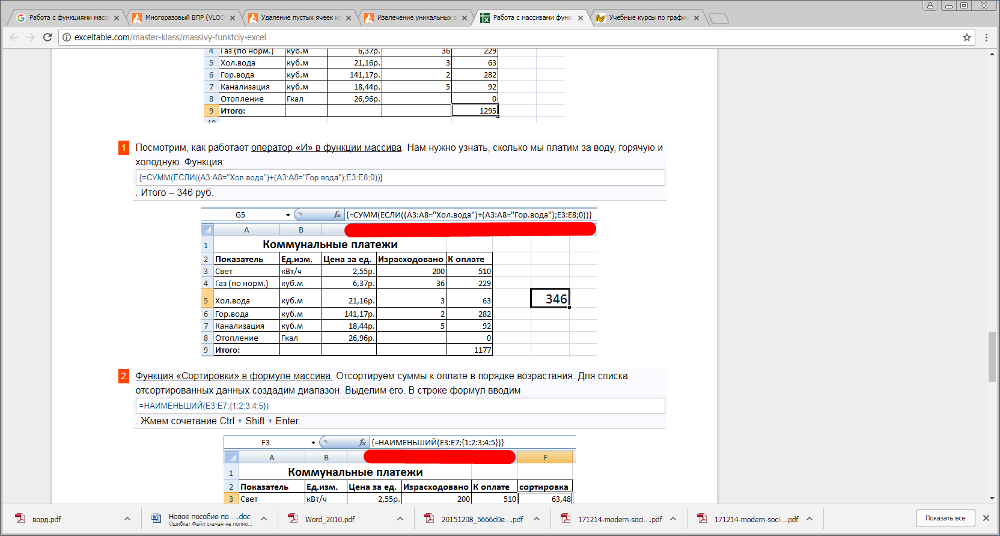 Работа с функциями масс
Многоразовый ВПР (VLOO
Удаление пустых ячеек из
Извлечение уникальных э
Работа с массивами функ
Учебные курсы по график
exceltable.com/master-klass/massivy-funktciy-excel
4 Газ (по норм.) куб.м 6,37р. 36 229
5 Хол.вода куб.м 21,16р. 3 63
6 Гор.вода куб.м 141,17р. 2 282
7 Канализация куб.м 18,44р. 5 92
8 Отопление Гкал 26,96р. 0
9 Итого: 1295
10
1 Посмотрим, как работает оператор «И» в функции массива. Нам нужно узнать, сколько мы платим за воду, горячую и
холодную. Функция:
{=СУММ(ЕСЛИ((A3:A8="Хол.вода")+(A3:A8="Гор.вода");E3:E8;0))}
. Итого – 346 руб.
G5 fx {=СУММ(ЕСЛИ((A3:A8="Хол.вода")+(A3:A8="Гор.вода");E3:E8;0))}
A B
1 Коммунальные платежи
2 Показатель Ед.изм. Цена за ед. Израсходовано К оплате
3 Свет кВт/ч 2,55р. 200 510
4 Газ (по норм.) куб.м 6,37р. 36 229
5 Хол.вода куб.м 21,16р. 3 63 346
6 Гор.вода куб.м 141,17р. 2 282
7 Канализация куб.м 18,44р. 5 92
8 Отопление Гкал 26,96р. 0
9 Итого: 1177
2 Функция «Сортировки» в формуле массива. Отсортируем суммы к оплате в порядке возрастания. Для списка
отсортированных данных создадим диапазон. Выделим его. В строке формул вводим
=НАИМЕНЬШИЙ(E3:E7;{1:2:3:4:5})
. Жмем сочетание Ctrl + Shift + Enter.
F3 fx {=НАИМЕНЬШИЙ(E3:E7;{1:2:3:4:5})}
A B F
1 Коммунальные платежи
2 Показатель Ед.изм. Цена за ед. Израсходовано К оплате сортировка
3 Свет кВт/ч 2,55р. 200 510 63,48
ворд.pdf
Новое пособие по ....doc
Ошибка: Файл скачан не полно...
Word_2010.pdf
20151208_5666d0e....pdf
171214-modern-soci....pdf
171214-modern-soci....pdf
Показать все